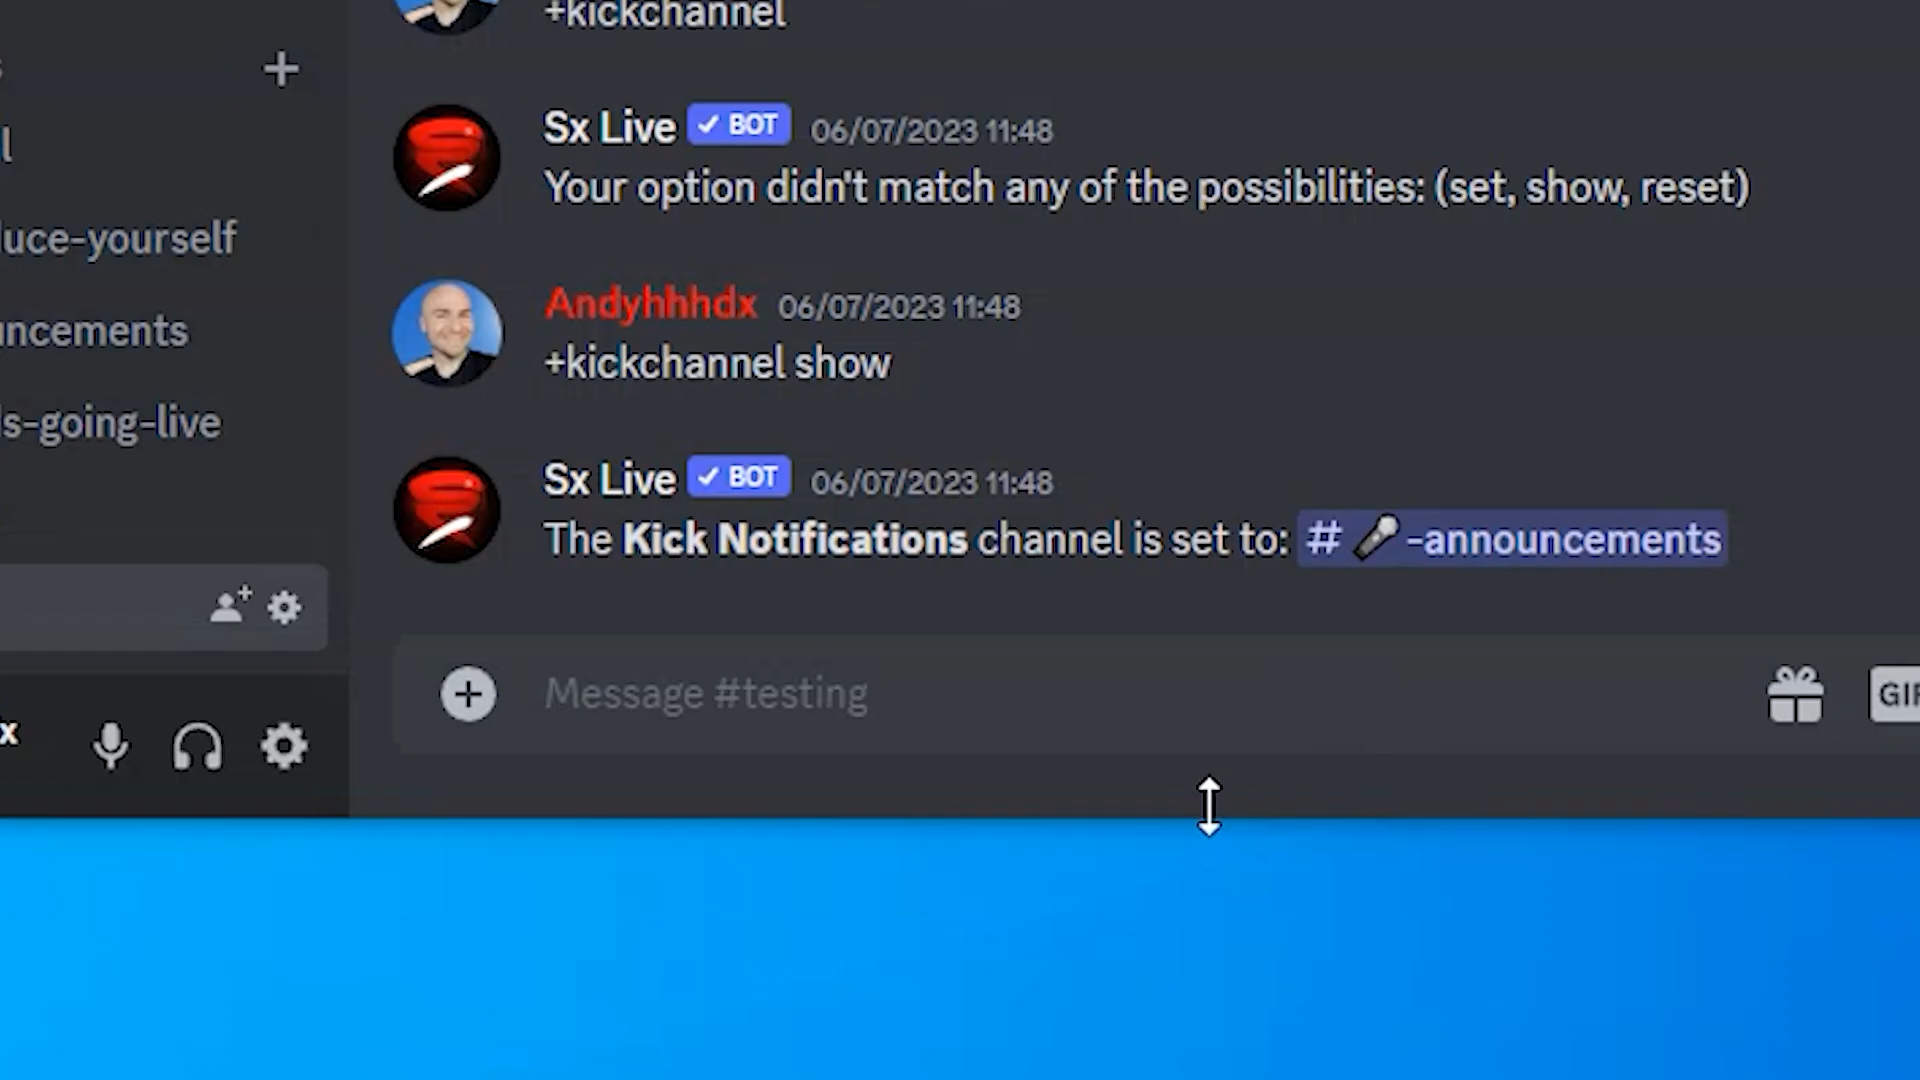 +kickchannel
Sx Live ✓ BOT 06/07/2023 11:48
Your option didn't match any of the possibilities: (set, show, reset)
uce-yourself
Andyhhhdx 06/07/2023 11:48
+kickchannel show
ncements
s-going-live
Sx Live ✓ BOT 06/07/2023 11:48
The Kick Notifications channel is set to: # 🎤-announcements
Message #testing
GIF
x